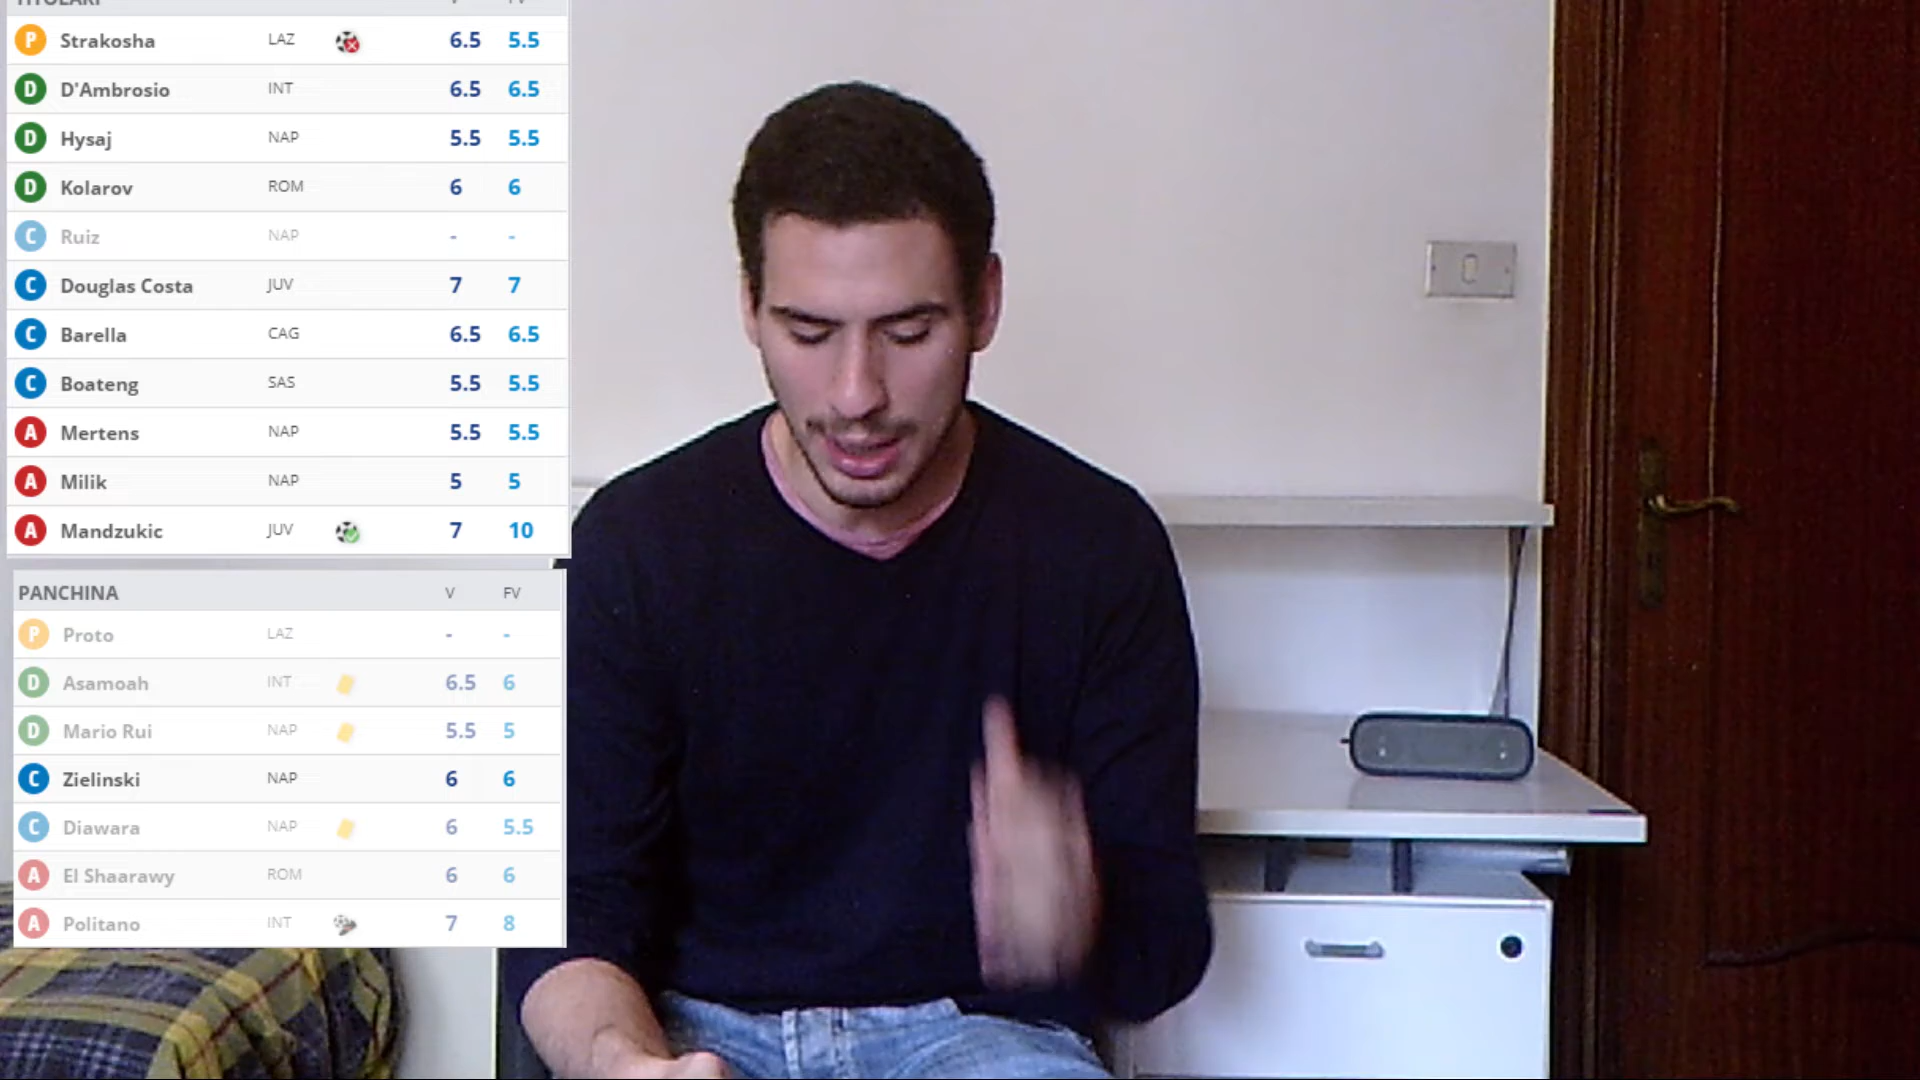 TITOLARI V FV
P Strakosha LAZ 6.5 5.5
D D'Ambrosio INT 6.5 6.5
D Hysaj NAP 5.5 5.5
D Kolarov ROM 6 6
C Ruiz NAP - -
C Douglas Costa JUV 7 7
C Barella CAG 6.5 6.5
C Boateng SAS 5.5 5.5
A Mertens NAP 5.5 5.5
A Milik NAP 5 5
A Mandzukic JUV 7 10
PANCHINA V FV
P Proto LAZ - -
D Asamoah INT 6.5 6
D Mario Rui NAP 5.5 5
C Zielinski NAP 6 6
C Diawara NAP 6 5.5
A El Shaarawy ROM 6 6
A Politano INT 7 8